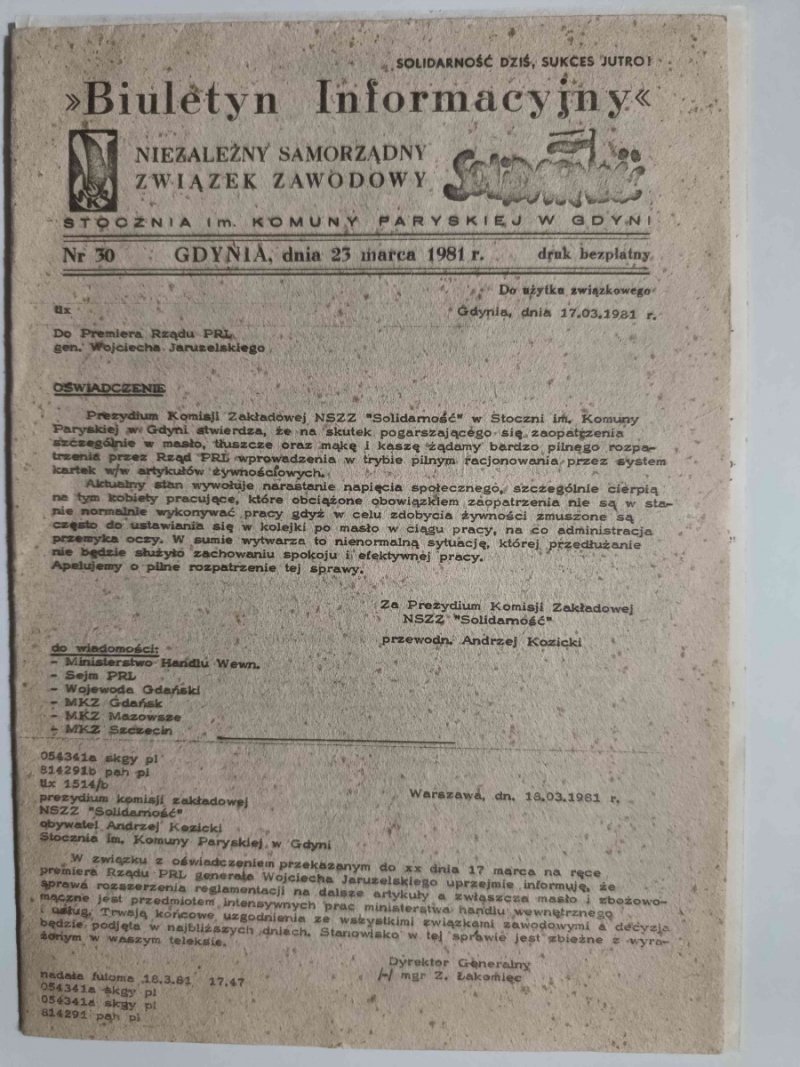 SOLIDARNOŚĆ DZIŚ, SUKCES JUTRO!
»Biuletyn Informacyjny«
NIEZALEŻNY SAMORZĄDNY
ZWIĄZEK ZAWODOWY
Solidarność
STOCZNIA im. KOMUNY PARYSKIEJ W GDYNI
Nr 30 GDYNIA, dnia 23 marca 1981 r. druk bezpłatny
Do użytku związkowego
tlx Gdynia, dnia 17.03.1981 r.
Do Premiera Rządu PRL
gen. Wojciecha Jaruzelskiego
OŚWIADCZENIE
Prezydium Komisji Zakładowej NSZZ "Solidarność" w Stoczni im. Komuny
Paryskiej w Gdyni stwierdza, że na skutek pogarszającego się zaopatrzenia
szczególnie w masło, tłuszcze oraz mąkę i kaszę żądamy bardzo pilnego rozpa-
trzenia przez Rząd PRL wprowadzenia w trybie pilnym racjonowania przez system
kartek w/w artykułów żywnościowych.
Aktualny stan wywołuje narastanie napięcia społecznego, szczególnie cierpią
na tym kobiety pracujące, które obciążone obowiązkiem zaopatrzenia nie są w sta-
nie normalnie wykonywać pracy gdyż w celu zdobycia żywności zmuszone są
często do ustawiania się w kolejki po masło w ciągu pracy, na co administracja
przemyka oczy. W sumie wytwarza to nienormalną sytuację, której przedłużanie
nie będzie służyło zachowaniu spokoju i efektywnej pracy.
Apelujemy o pilne rozpatrzenie tej sprawy.
Za Prezydium Komisji Zakładowej
NSZZ "Solidarność"
przewodn. Andrzej Kozicki
do wiadomości:
- Ministerstwo Handlu Wewn.
- Sejm PRL
- Wojewoda Gdański
- MKZ Gdańsk
- MKZ Mazowsze
- MKZ Szczecin
054341a skgy pl
814291b pah pl
tlx 1514/b
prezydium komisji zakładowej Warszawa, dn. 18.03.1981 r.
NSZZ "Solidarność"
obywatel Andrzej Kozicki
Stocznia im. Komuny Paryskiej w Gdyni
W związku z oświadczeniem przekazanym do xx dnia 17 marca na ręce
premiera Rządu PRL generała Wojciecha Jaruzelskiego uprzejmie informuję, że
sprawa rozszerzenia reglamentacji na dalsze artykuły a zwłaszcza masło i zbożowo-
mączne jest przedmiotem intensywnych prac ministerstwa handlu wewnętrznego
i usług. Trwają końcowe uzgodnienia ze wszystkimi związkami zawodowymi a decyzja
będzie podjęta w najbliższych dniach. Stanowisko w tej sprawie jest zbieżne z wyra-
żonym w waszym teleksie.
Dyrektor Generalny
/-/ mgr Z. Łakomiec
nadała fuloma 18.3.81 17.47
054341a skgy pl
054341a skgy pl
814291 pah pl